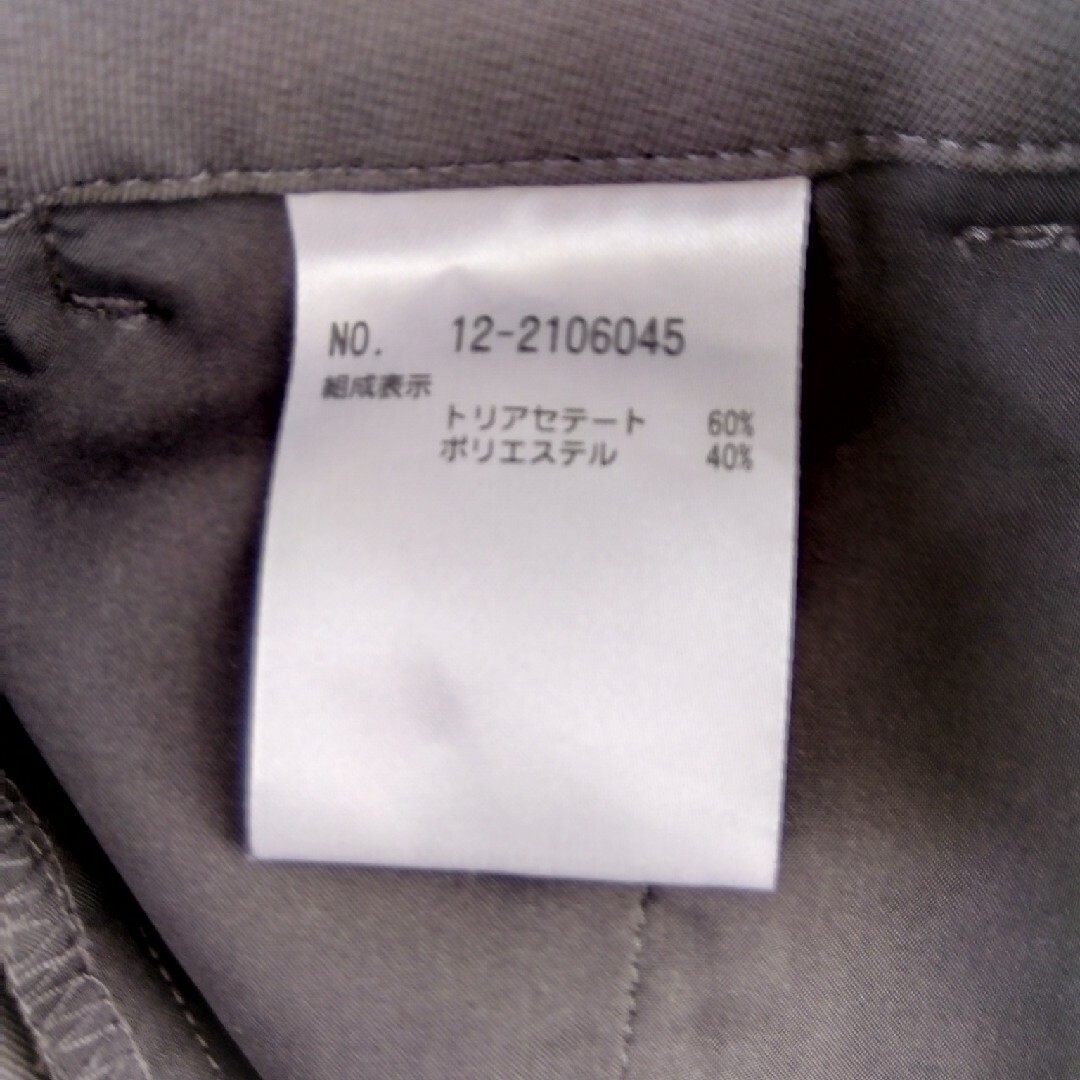 NO. 12-2106045
組成表示
トリアセテート 60%
ポリエステル 40%